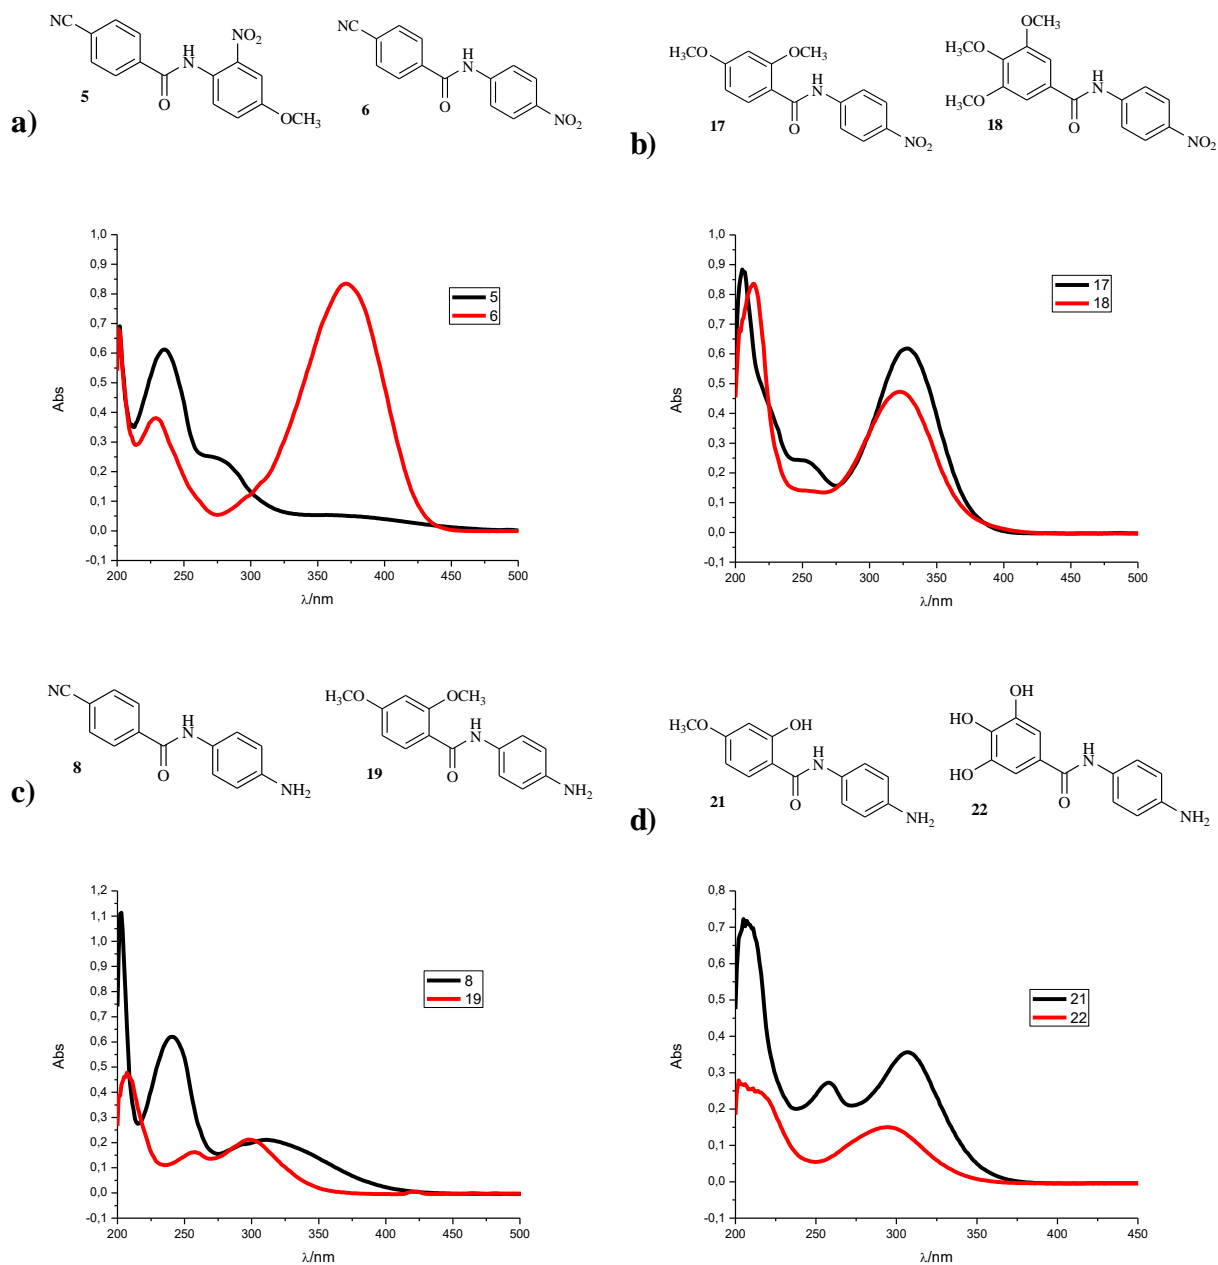 a)
NC
NO₂
H
N
O
OCH₃
5
NC
H
N
O
NO₂
6
1,0
0,9
0,8
0,7
0,6
0,5
0,4
0,3
0,2
0,1
0,0
-0,1
Abs
5
6
200 250 300 350 400 450 500
λ/nm
b)
OCH₃
OCH₃
H
N
O
NO₂
17
OCH₃
OCH₃
OCH₃
H
N
O
NO₂
18
1,0
0,9
0,8
0,7
0,6
0,5
0,4
0,3
0,2
0,1
0,0
-0,1
Abs
17
18
200 250 300 350 400 450 500
λ/nm
c)
NC
H
N
O
NH₂
8
OCH₃
OCH₃
H
N
O
NH₂
19
1,2
1,1
1,0
0,9
0,8
0,7
0,6
0,5
0,4
0,3
0,2
0,1
0,0
-0,1
Abs
8
19
200 250 300 350 400 450 500
λ/nm
d)
OCH₃
OH
H
N
O
NH₂
21
OH
HO
HO
H
N
O
NH₂
22
0,8
0,7
0,6
0,5
0,4
0,3
0,2
0,1
0,0
-0,1
Abs
21
22
200 250 300 350 400 450
λ/nm